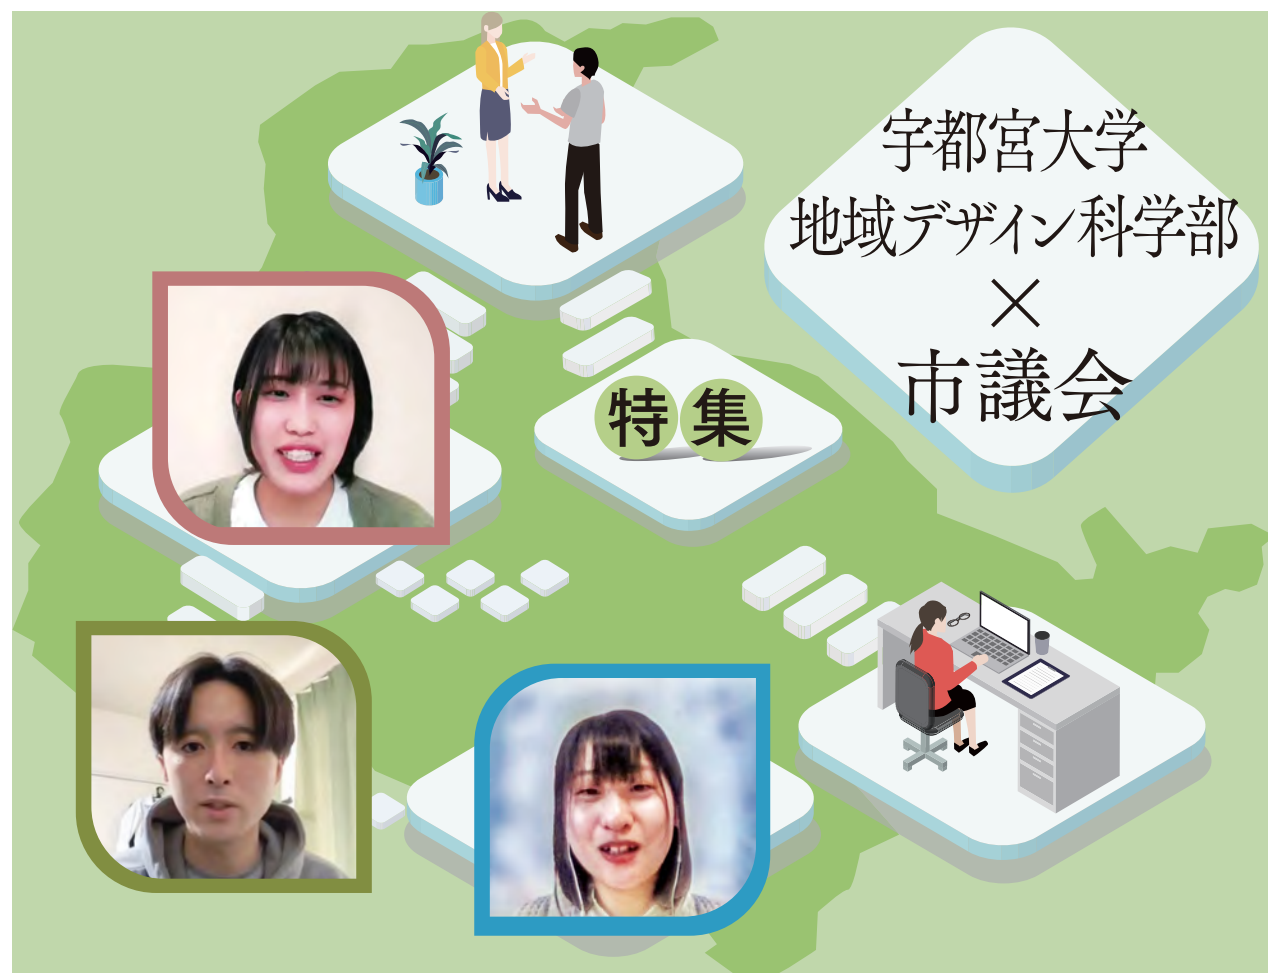 宇都宮大学
地域デザイン科学部
×
市議会
特集